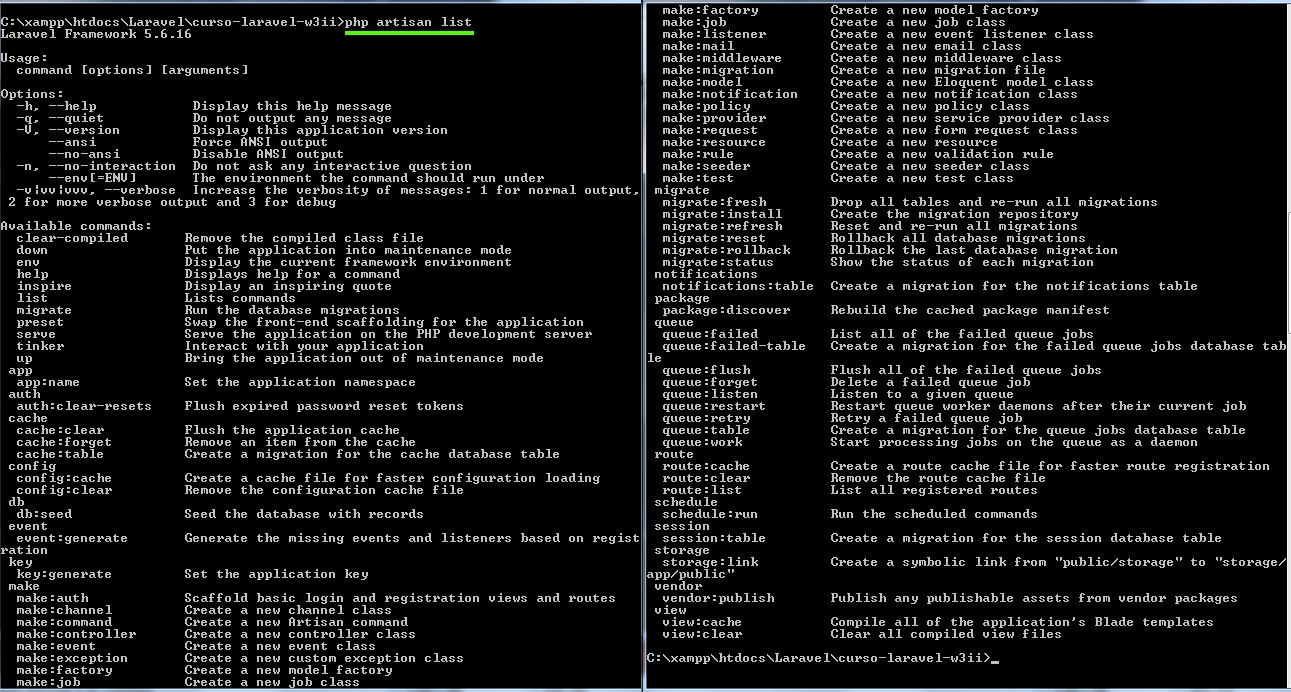 C:\xampp\htdocs\Laravel\curso-laravel-w3ii>php artisan list
Laravel Framework 5.6.16
Usage:
  command [options] [arguments]
Options:
  -h, --help            Display this help message
  -q, --quiet           Do not output any message
  -V, --version         Display this application version
      --ansi            Force ANSI output
      --no-ansi         Disable ANSI output
  -n, --no-interaction  Do not ask any interactive question
      --env[=ENV]       The environment the command should run under
  -v|vv|vvv, --verbose  Increase the verbosity of messages: 1 for normal output,
 2 for more verbose output and 3 for debug
Available commands:
  clear-compiled       Remove the compiled class file
  down                 Put the application into maintenance mode
  env                  Display the current framework environment
  help                 Displays help for a command
  inspire              Display an inspiring quote
  list                 Lists commands
  migrate              Run the database migrations
  preset               Swap the front-end scaffolding for the application
  serve                Serve the application on the PHP development server
  tinker               Interact with your application
  up                   Bring the application out of maintenance mode
 app
  app:name             Set the application namespace
 auth
  auth:clear-resets    Flush expired password reset tokens
 cache
  cache:clear          Flush the application cache
  cache:forget         Remove an item from the cache
  cache:table          Create a migration for the cache database table
 config
  config:cache         Create a cache file for faster configuration loading
  config:clear         Remove the configuration cache file
 db
  db:seed              Seed the database with records
 event
  event:generate       Generate the missing events and listeners based on regist
ration
 key
  key:generate         Set the application key
 make
  make:auth            Scaffold basic login and registration views and routes
  make:channel         Create a new channel class
  make:command         Create a new Artisan command
  make:controller      Create a new controller class
  make:event           Create a new event class
  make:exception       Create a new custom exception class
  make:factory         Create a new model factory
  make:job             Create a new job class
  make:factory         Create a new model factory
  make:job             Create a new job class
  make:listener        Create a new event listener class
  make:mail            Create a new email class
  make:middleware      Create a new middleware class
  make:migration       Create a new migration file
  make:model           Create a new Eloquent model class
  make:notification    Create a new notification class
  make:policy          Create a new policy class
  make:provider        Create a new service provider class
  make:request         Create a new form request class
  make:resource        Create a new resource
  make:rule            Create a new validation rule
  make:seeder          Create a new seeder class
  make:test            Create a new test class
 migrate
  migrate:fresh        Drop all tables and re-run all migrations
  migrate:install      Create the migration repository
  migrate:refresh      Reset and re-run all migrations
  migrate:reset        Rollback all database migrations
  migrate:rollback     Rollback the last database migration
  migrate:status       Show the status of each migration
 notifications
  notifications:table  Create a migration for the notifications table
 package
  package:discover     Rebuild the cached package manifest
 queue
  queue:failed         List all of the failed queue jobs
  queue:failed-table   Create a migration for the failed queue jobs database tab
le
  queue:flush          Flush all of the failed queue jobs
  queue:forget         Delete a failed queue job
  queue:listen         Listen to a given queue
  queue:restart        Restart queue worker daemons after their current job
  queue:retry          Retry a failed queue job
  queue:table          Create a migration for the queue jobs database table
  queue:work           Start processing jobs on the queue as a daemon
 route
  route:cache          Create a route cache file for faster route registration
  route:clear          Remove the route cache file
  route:list           List all registered routes
 schedule
  schedule:run         Run the scheduled commands
 session
  session:table        Create a migration for the session database table
 storage
  storage:link         Create a symbolic link from "public/storage" to "storage/
app/public"
 vendor
  vendor:publish       Publish any publishable assets from vendor packages
 view
  view:cache           Compile all of the application's Blade templates
  view:clear           Clear all compiled view files
C:\xampp\htdocs\Laravel\curso-laravel-w3ii>_